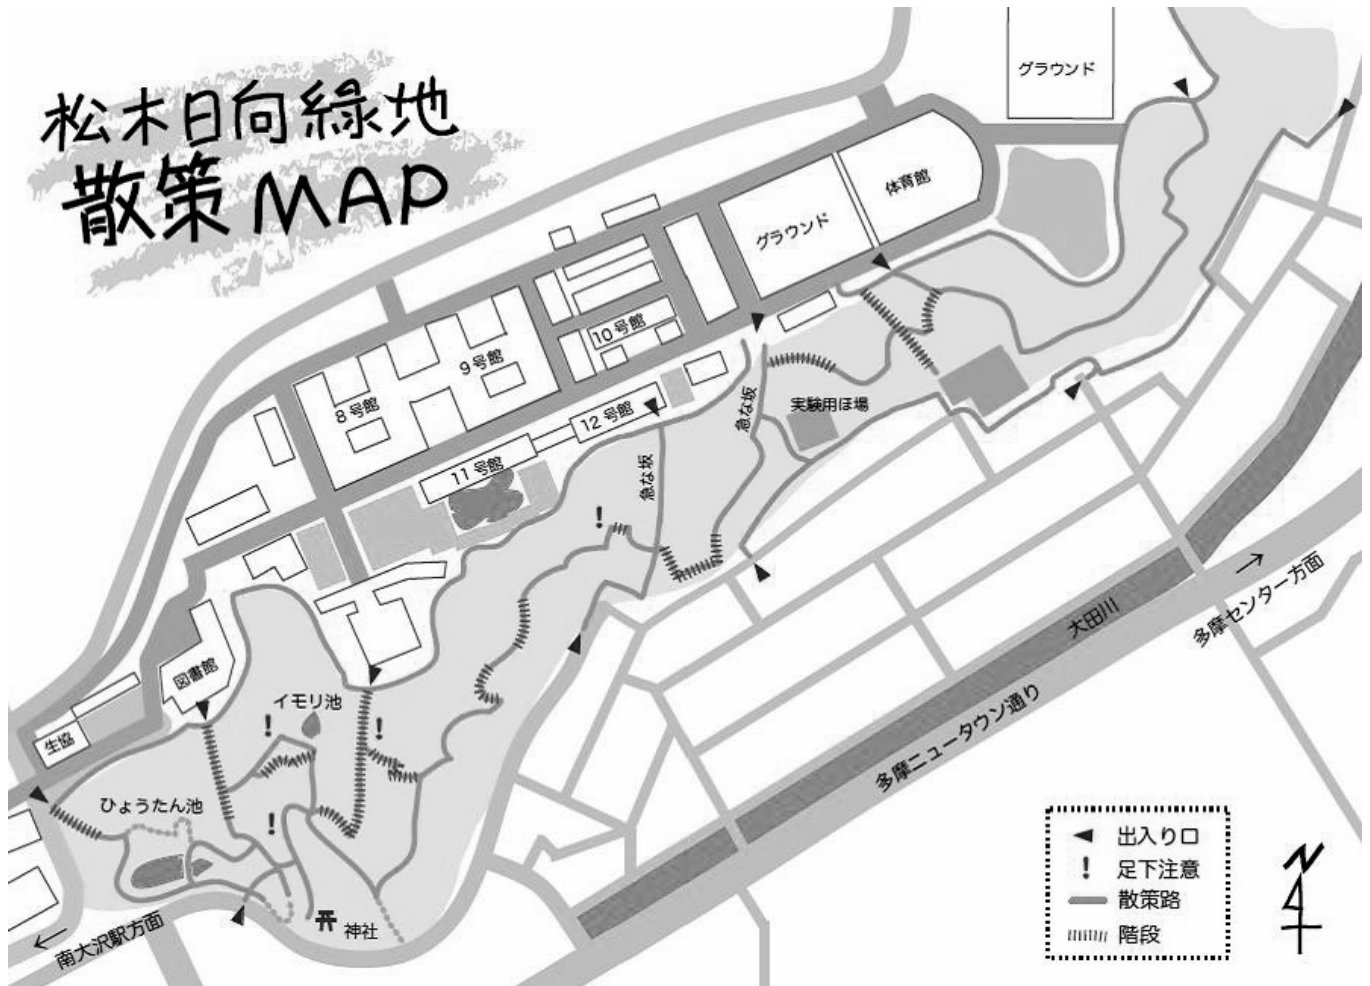 松木日向緑地
散策MAP
グラウンド
体育館
グラウンド
10号館
9号館
8号館
12号館
11号館
急な坂
急な坂
実験用ほ場
!
図書館
イモリ池
!
!
生協
ひょうたん池
!
神社
南大沢駅方面
大田川
多摩ニュータウン通り
多摩センター方面
出入り口
! 足下注意
散策路
階段
N